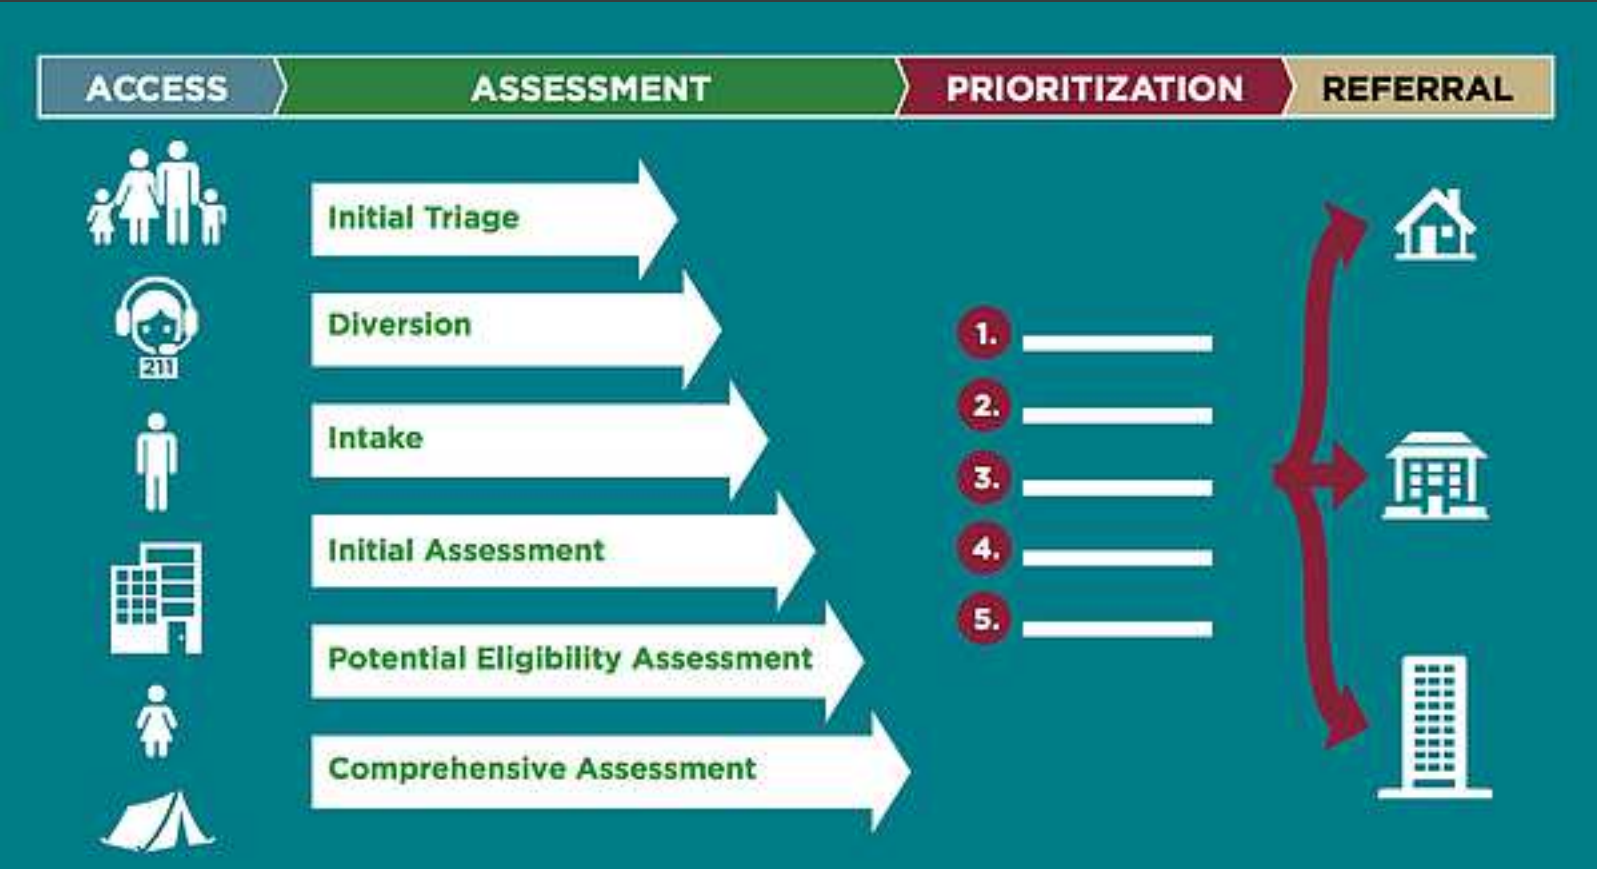 ACCESS
ASSESSMENT
PRIORITIZATION
REFERRAL
Initial Triage
Diversion
211
Intake
Initial Assessment
Potential Eligibility Assessment
Comprehensive Assessment
1.
2.
3.
4.
5.